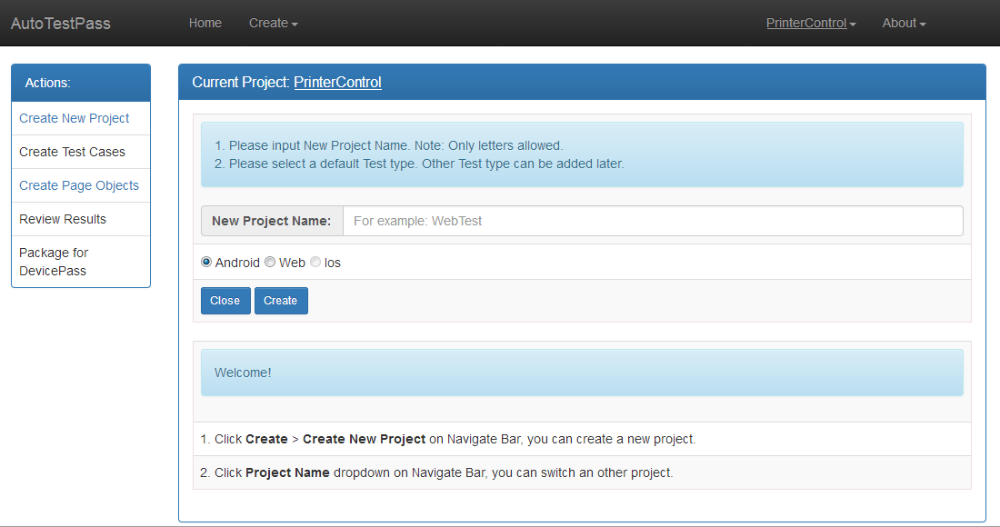 AutoTestPass Home Create PrinterControl About
Actions:
Create New Project
Create Test Cases
Create Page Objects
Review Results
Package for
DevicePass
Current Project: PrinterControl
1. Please input New Project Name. Note: Only letters allowed.
2. Please select a default Test type. Other Test type can be added later.
New Project Name: For example: WebTest
Android Web Ios
Close Create
Welcome!
1. Click Create > Create New Project on Navigate Bar, you can create a new project.
2. Click Project Name dropdown on Navigate Bar, you can switch an other project.